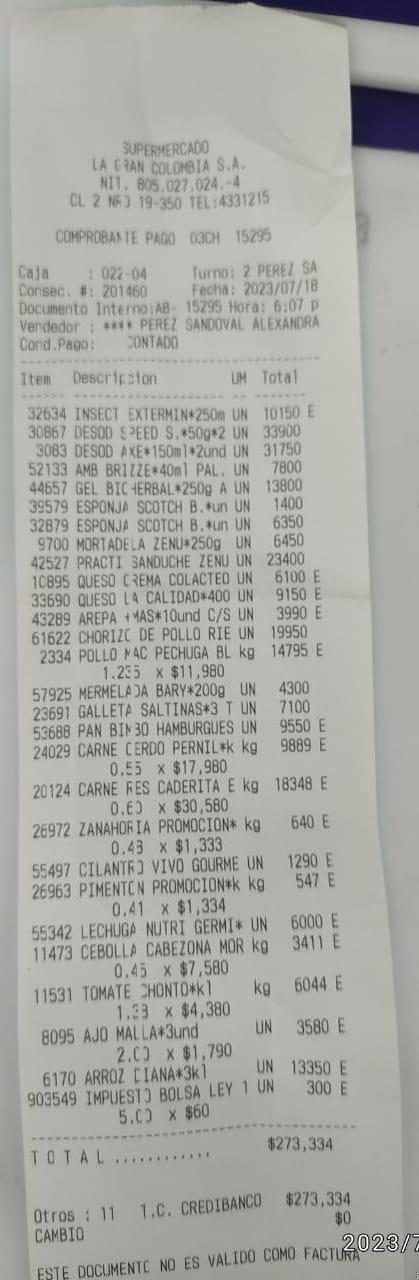 SUPERMERCADO
LA GRAN COLOMBIA S.A.
NIT. 805.027.024.-4
CL 2 NRO 19-350 TEL:4331215
COMPROBANTE PAGO 03CH 15295
Caja : 022-04 Turno: 2 PEREZ SA
Consec. #: 201460 Fecha: 2023/07/18
Documento Interno:AB- 15295 Hora: 6:07 p
Vendedor : **** PEREZ SANDOVAL ALEXANDRA
Cond.Pago: CONTADO
Item Descripcion UM Total
32634 INSECT EXTERMIN*250m UN 10150 E
30867 DESOD SPEED S.*50g*2 UN 33900
3083 DESOD AXE*150ml*2und UN 31750
52133 AMB BRIZZE*40ml PAL. UN 7800
44657 GEL BIOHERBAL*250g A UN 13800
39579 ESPONJA SCOTCH B.*un UN 1400
32879 ESPONJA SCOTCH B.*un UN 6350
9700 MORTADELA ZENU*250g UN 6450
42527 PRACTI SANDUCHE ZENU UN 23400
10895 QUESO CREMA COLACTEO UN 6100 E
33690 QUESO LA CALIDAD*400 UN 9150 E
43289 AREPA +MAS*10und C/S UN 3990 E
61622 CHORIZO DE POLLO RIE UN 19950
2334 POLLO MAC PECHUGA BL kg 14795 E
1.235 x $11,980
57925 MERMELADA BARY*200g UN 4300
23691 GALLETA SALTINAS*3 T UN 7100
53688 PAN BIMBO HAMBURGUES UN 9550 E
24029 CARNE CERDO PERNIL*k kg 9889 E
0.55 x $17,980
20124 CARNE RES CADERITA E kg 18348 E
0.60 x $30,580
26972 ZANAHORIA PROMOCION* kg 640 E
0.48 x $1,333
55497 CILANTRO VIVO GOURME UN 1290 E
26963 PIMENTON PROMOCION*k kg 547 E
0.41 x $1,334
55342 LECHUGA NUTRI GERMI* UN 6000 E
11473 CEBOLLA CABEZONA MOR kg 3411 E
0.45 x $7,580
11531 TOMATE CHONTO*k1 kg 6044 E
1.38 x $4,380
8095 AJO MALLA*3und UN 3580 E
2.00 x $1,790
6170 ARROZ DIANA*3kl UN 13350 E
903549 IMPUESTO BOLSA LEY 1 UN 300 E
5.00 x $60
TOTAL ............ $273,334
Otros : 11 T.C. CREDIBANCO $273,334
CAMBIO $0
2023/7
ESTE DOCUMENTO NO ES VALIDO COMO FACTURA